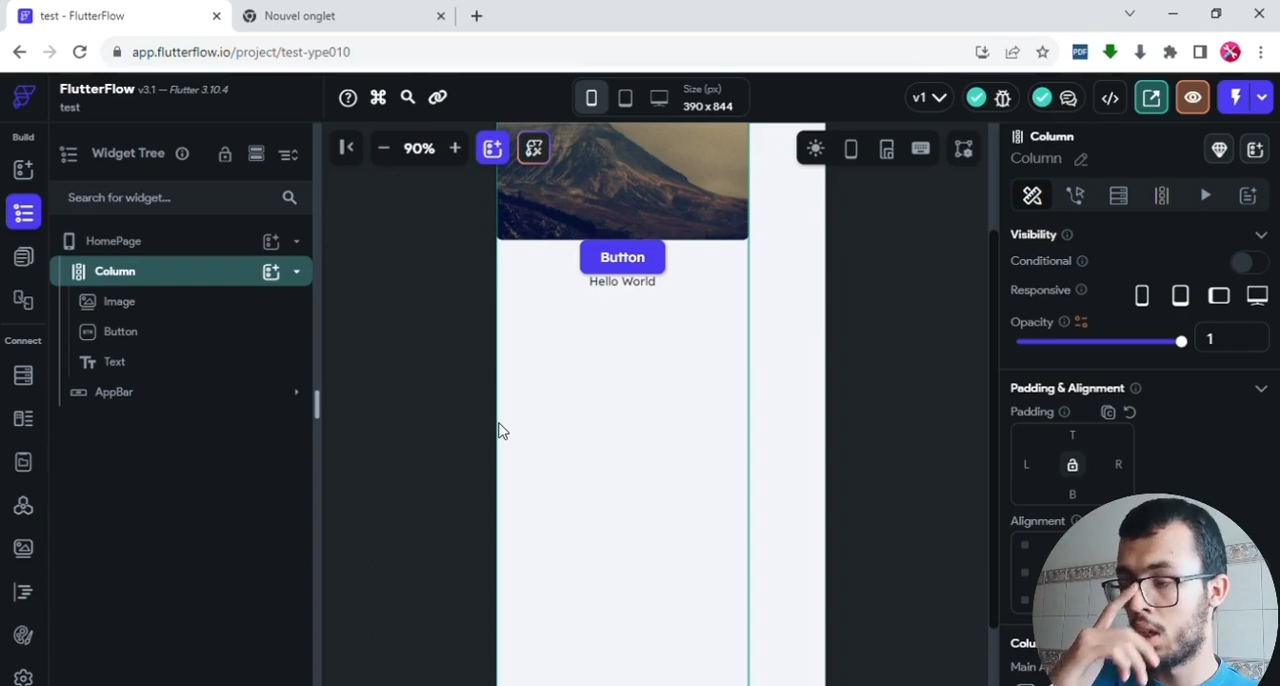 test - FlutterFlow
Nouvel onglet
app.flutterflow.io/project/test-ype010
PDF
FlutterFlow v3.1 – Flutter 3.10.4
test
Size (px)
390 x 844
v1
Build
Widget Tree
90%
Column
Column
Search for widget...
HomePage
Column
Image
Button
Text
AppBar
Connect
Button
Hello World
Visibility
Conditional
Responsive
Opacity
1
Padding & Alignment
Padding
T
L
R
B
Alignment